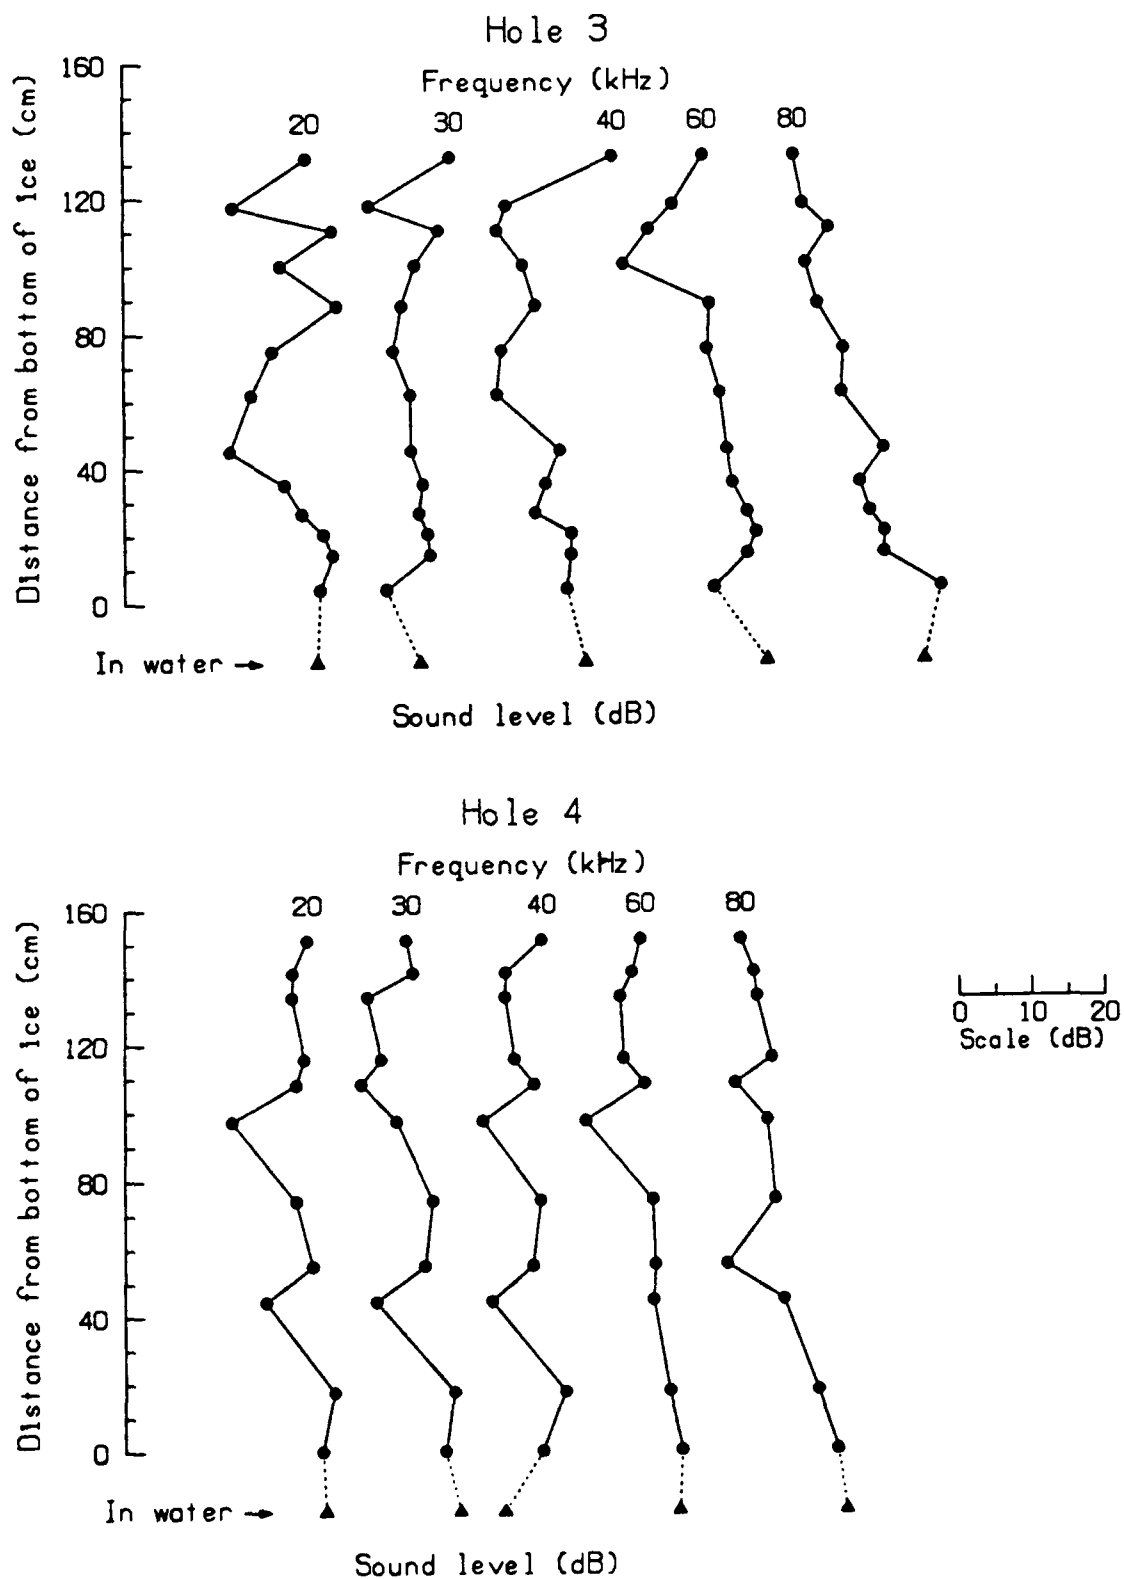 Hole 3
Frequency (kHz)
20 30 40 60 80
160
120
80
40
0
Distance from bottom of ice (cm)
In water →
Sound level (dB)
Hole 4
Frequency (kHz)
20 30 40 60 80
160
120
80
40
0
Distance from bottom of ice (cm)
In water →
Sound level (dB)
0 10 20
Scale (dB)